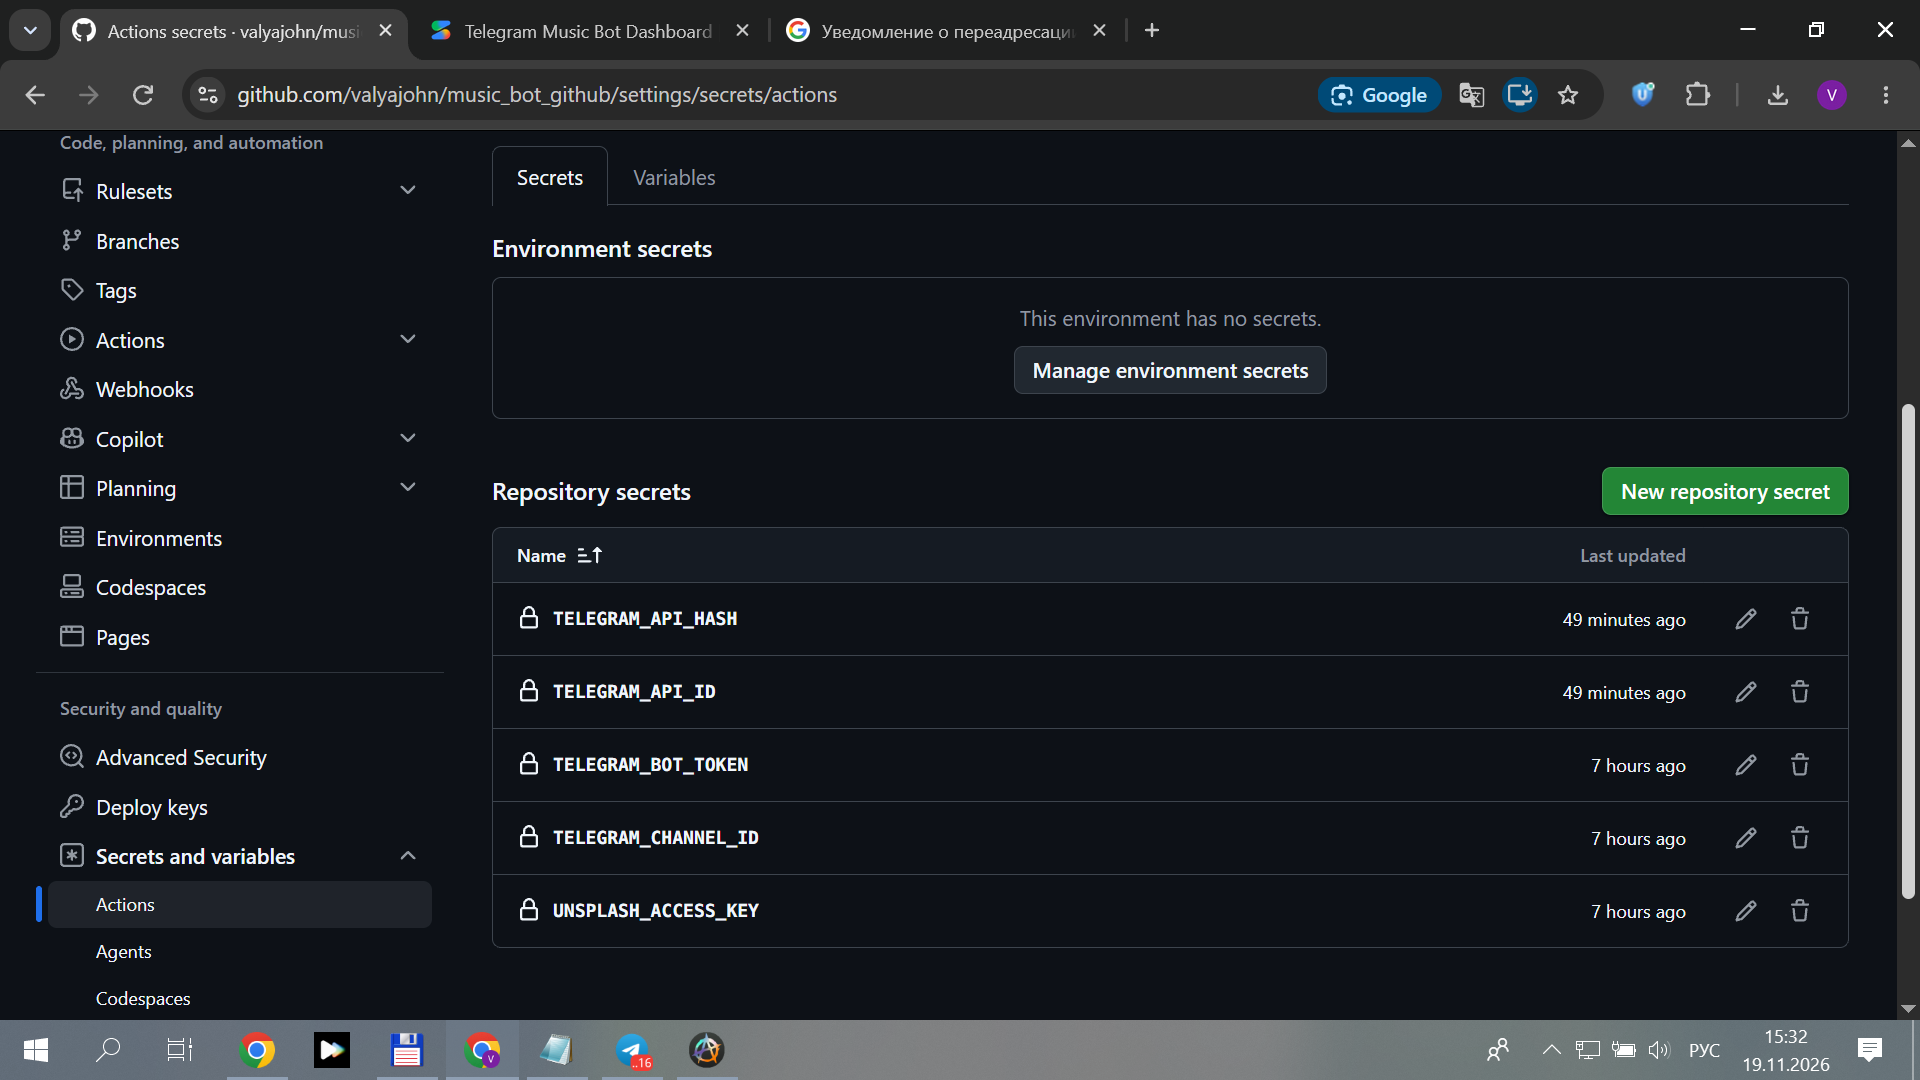 Actions secrets · valyajohn/musi
Telegram Music Bot Dashboard
Уведомление о переадресаци
github.com/valyajohn/music_bot_github/settings/secrets/actions
Google
V
Code, planning, and automation
Rulesets
Branches
Tags
Actions
Webhooks
Copilot
Planning
Environments
Codespaces
Pages
Security and quality
Advanced Security
Deploy keys
Secrets and variables
Actions
Agents
Codespaces
Secrets
Variables
Environment secrets
This environment has no secrets.
Manage environment secrets
Repository secrets
New repository secret
Name
Last updated
TELEGRAM_API_HASH
49 minutes ago
TELEGRAM_API_ID
49 minutes ago
TELEGRAM_BOT_TOKEN
7 hours ago
TELEGRAM_CHANNEL_ID
7 hours ago
UNSPLASH_ACCESS_KEY
7 hours ago
V
..16
РУС
15:32
19.11.2026